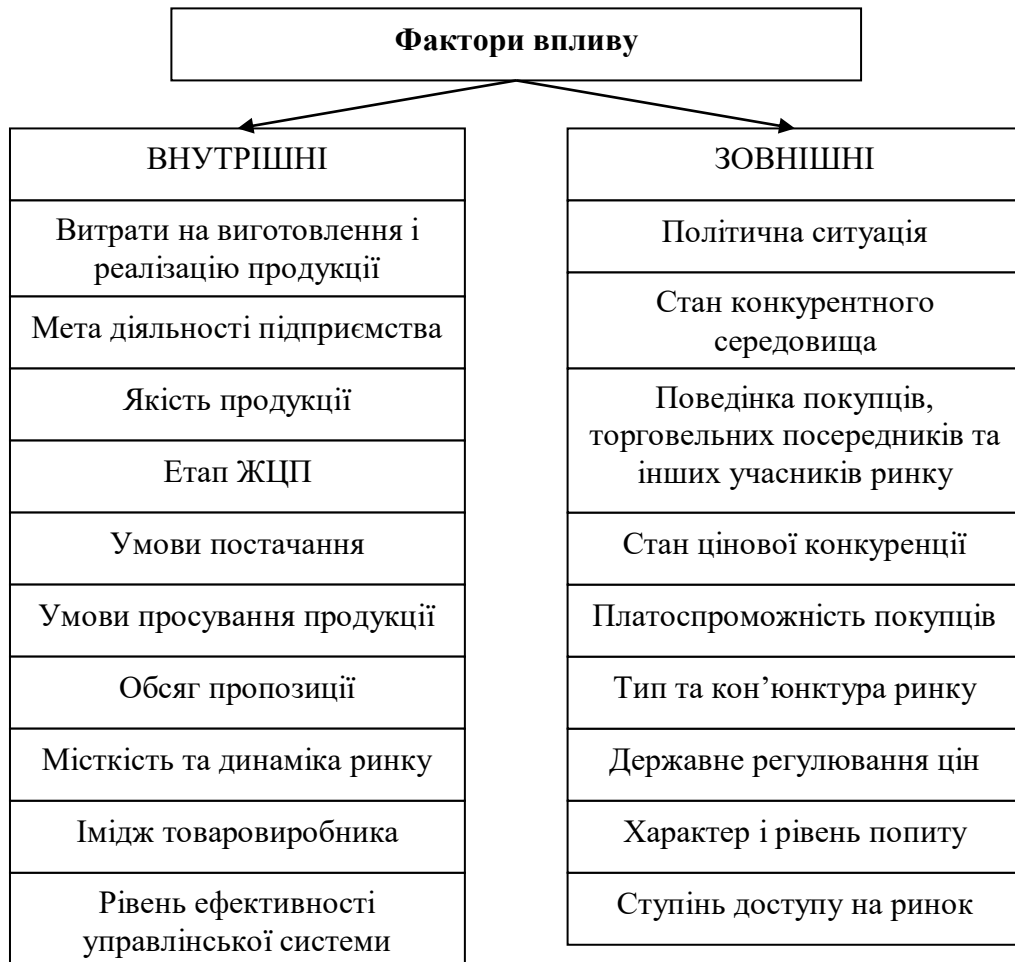 Фактори впливу
ВНУТРІШНІ
Витрати на виготовлення і
реалізацію продукції
Мета діяльності підприємства
Якість продукції
Етап ЖЦП
Умови постачання
Умови просування продукції
Обсяг пропозиції
Місткість та динаміка ринку
Імідж товаровиробника
Рівень ефективності
управлінської системи
ЗОВНІШНІ
Політична ситуація
Стан конкурентного
середовища
Поведінка покупців,
торговельних посередників та
інших учасників ринку
Стан цінової конкуренції
Платоспроможність покупців
Тип та кон’юнктура ринку
Державне регулювання цін
Характер і рівень попиту
Ступінь доступу на ринок